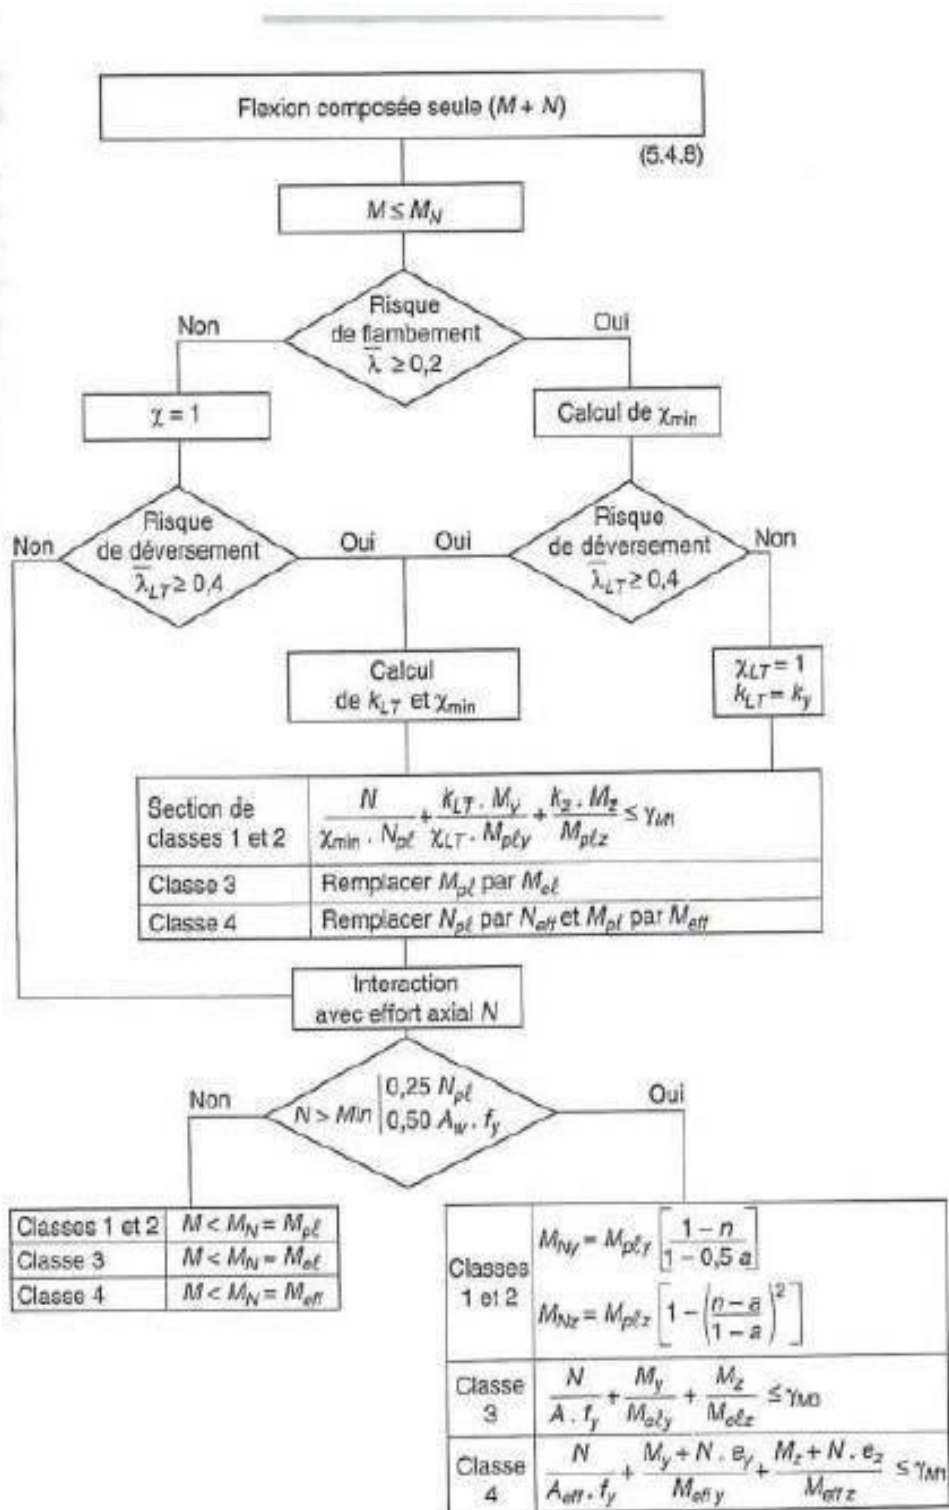 Flexion composée seule (M + N)
(5.4.8)
M ≤ M_N
Risque
de flambement
λ̅ ≥ 0,2
Non
Oui
χ = 1
Calcul de χ_min
Risque
de déversement
λ̅_LT ≥ 0,4
Non
Oui
Oui
Risque
de déversement
λ̅_LT ≥ 0,4
Non
Calcul
de k_LT et χ_min
χ_LT = 1
k_LT = k_y
Section de
classes 1 et 2
N / (χ_min . N_pℓ) + (k_LT . M_y) / (χ_LT . M_pℓy) + (k_z . M_z) / M_pℓz ≤ γ_M1
Classe 3 Remplacer M_pℓ par M_eℓ
Classe 4 Remplacer N_pℓ par N_eff et M_pℓ par M_eff
Interaction
avec effort axial N
Non
N > Min | 0,25 N_pℓ
0,50 A_w . f_y
Oui
Classes 1 et 2 M < M_N = M_pℓ
Classe 3 M < M_N = M_eℓ
Classe 4 M < M_N = M_eff
Classes
1 et 2
M_Ny = M_pℓy [(1 – n) / (1 – 0,5 a)]
M_Nz = M_pℓz [1 – ((n – a) / (1 – a))²]
Classe
3
N / (A . f_y) + M_y / M_eℓy + M_z / M_eℓz ≤ γ_M0
Classe
4
N / (A_eff . f_y) + (M_y + N . e_y) / M_eff y + (M_z + N . e_z) / M_eff z ≤ γ_M1